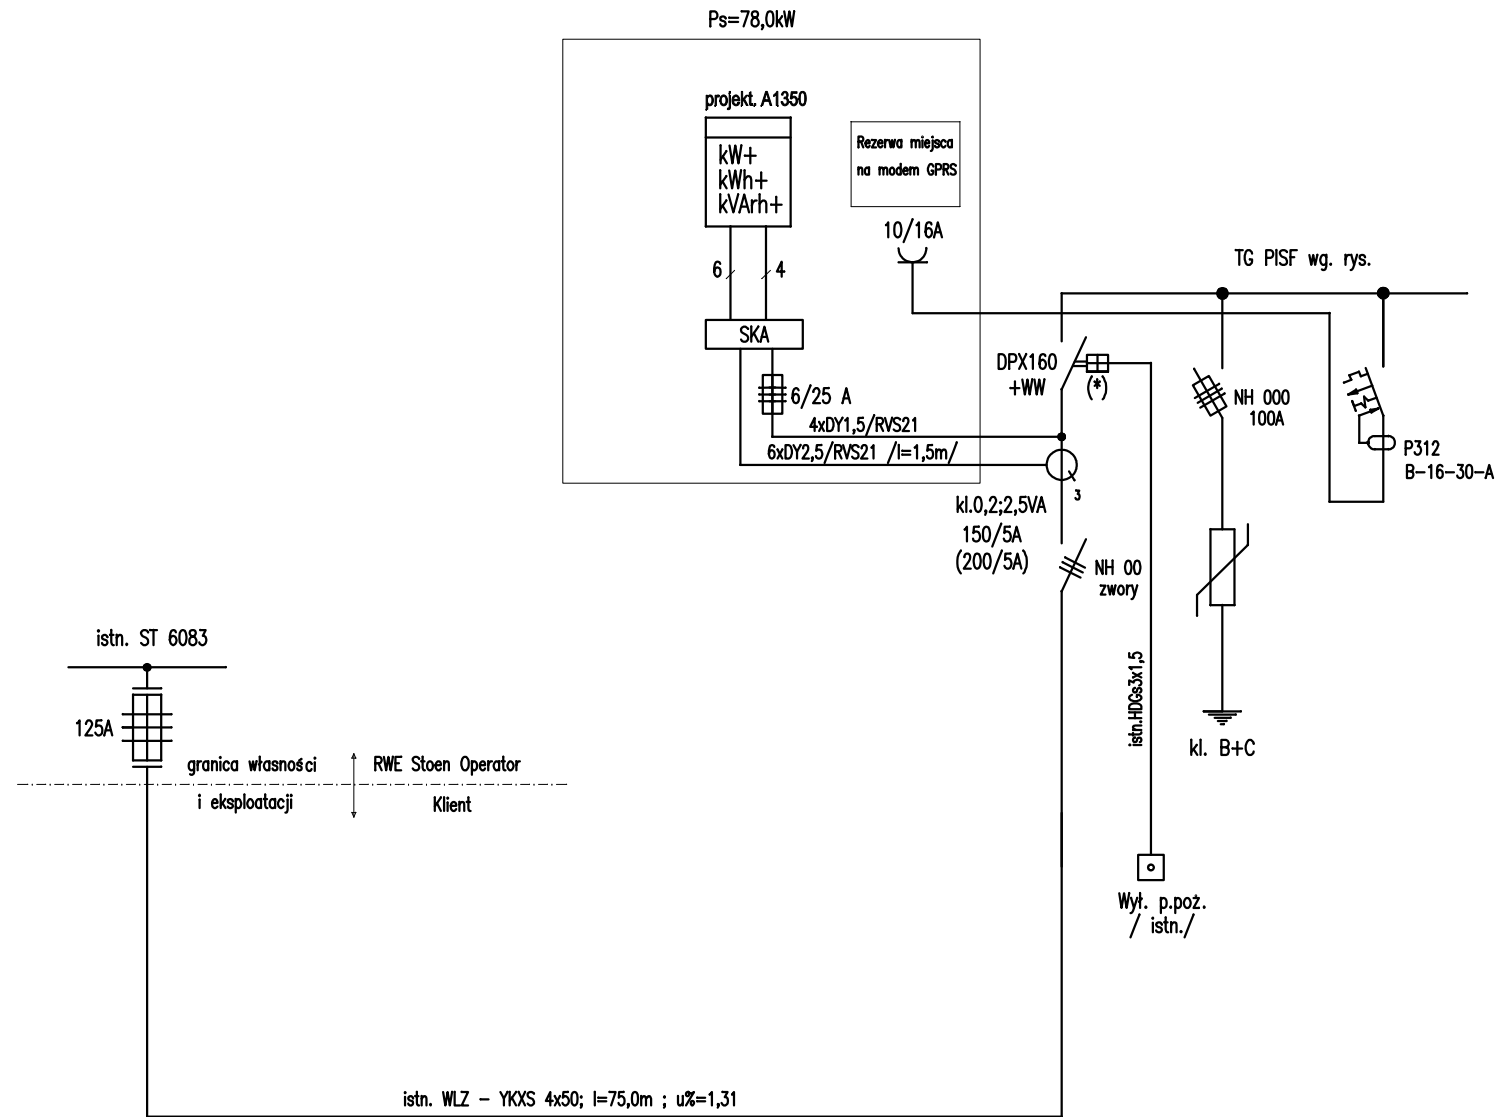 Ps=78,0kW
projekt. A1350
kW+
kWh+
kVArh+
Rezerwa miejsca
na modem GPRS
10/16A
6
4
SKA
6/25 A
4xDY1,5/RVS21
6xDY2,5/RVS21 /l=1,5m/
TG PISF wg. rys.
DPX160
+WW
(*)
NH 000
100A
P312
B-16-30-A
3
kl.0,2;2,5VA
150/5A
(200/5A)
NH 00
zwory
istn.HDGs3x1,5
kl. B+C
istn. ST 6083
125A
granica własności
RWE Stoen Operator
i eksploatacji
Klient
Wył. p.poż.
/ istn./
istn. WLZ - YKXS 4x50; l=75,0m ; u%=1,31